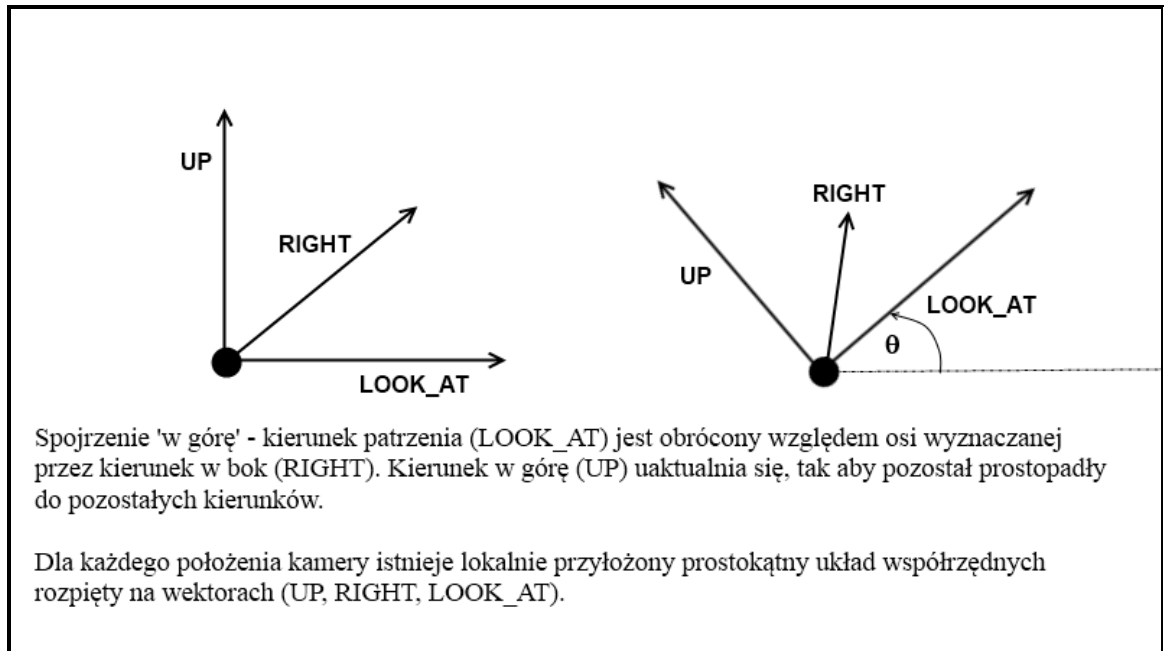 UP
RIGHT
LOOK_AT
RIGHT
UP
LOOK_AT
θ
Spojrzenie 'w górę' - kierunek patrzenia (LOOK_AT) jest obrócony względem osi wyznaczanej
przez kierunek w bok (RIGHT). Kierunek w górę (UP) uaktualnia się, tak aby pozostał prostopadły
do pozostałych kierunków.
Dla każdego położenia kamery istnieje lokalnie przyłożony prostokątny układ współrzędnych
rozpięty na wektorach (UP, RIGHT, LOOK_AT).